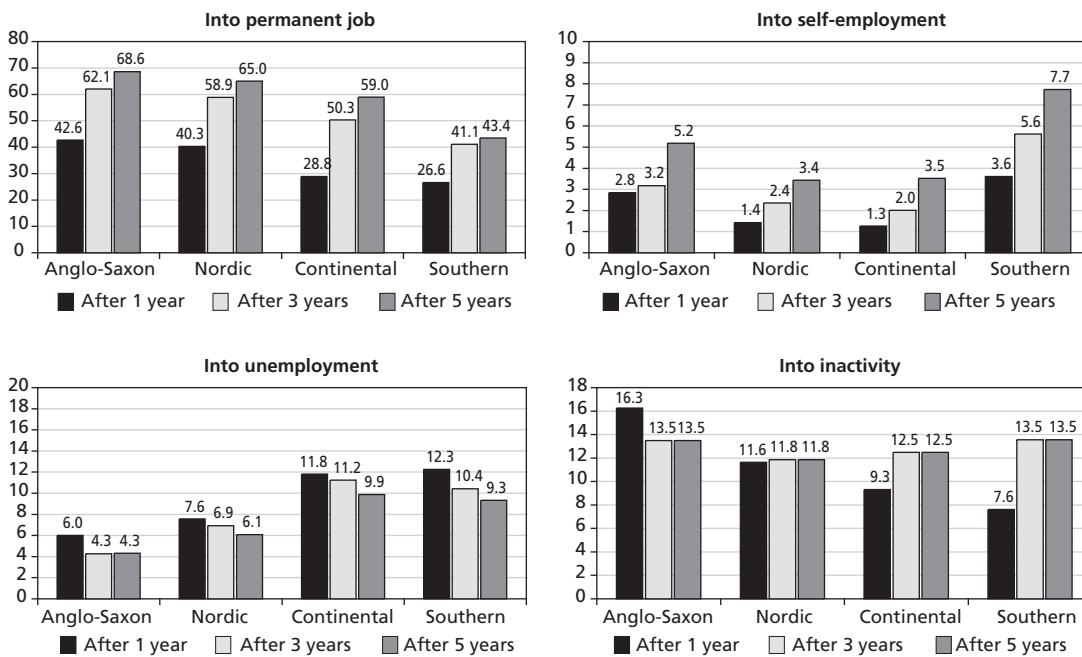 Into permanent job
80
70
60
50
40
30
20
10
0
42.6 62.1 68.6
40.3 58.9 65.0
28.8 50.3 59.0
26.6 41.1 43.4
Anglo-Saxon Nordic Continental Southern
After 1 year After 3 years After 5 years
Into self-employment
10
9
8
7
6
5
4
3
2
1
0
2.8 3.2 5.2
1.4 2.4 3.4
1.3 2.0 3.5
3.6 5.6 7.7
Anglo-Saxon Nordic Continental Southern
After 1 year After 3 years After 5 years
Into unemployment
20
18
16
14
12
10
8
6
4
2
0
6.0 4.3 4.3
7.6 6.9 6.1
11.8 11.2 9.9
12.3 10.4 9.3
Anglo-Saxon Nordic Continental Southern
After 1 year After 3 years After 5 years
Into inactivity
18
16
14
12
10
8
6
4
2
0
16.3 13.5 13.5
11.6 11.8 11.8
9.3 12.5 12.5
7.6 13.5 13.5
Anglo-Saxon Nordic Continental Southern
After 1 year After 3 years After 5 years